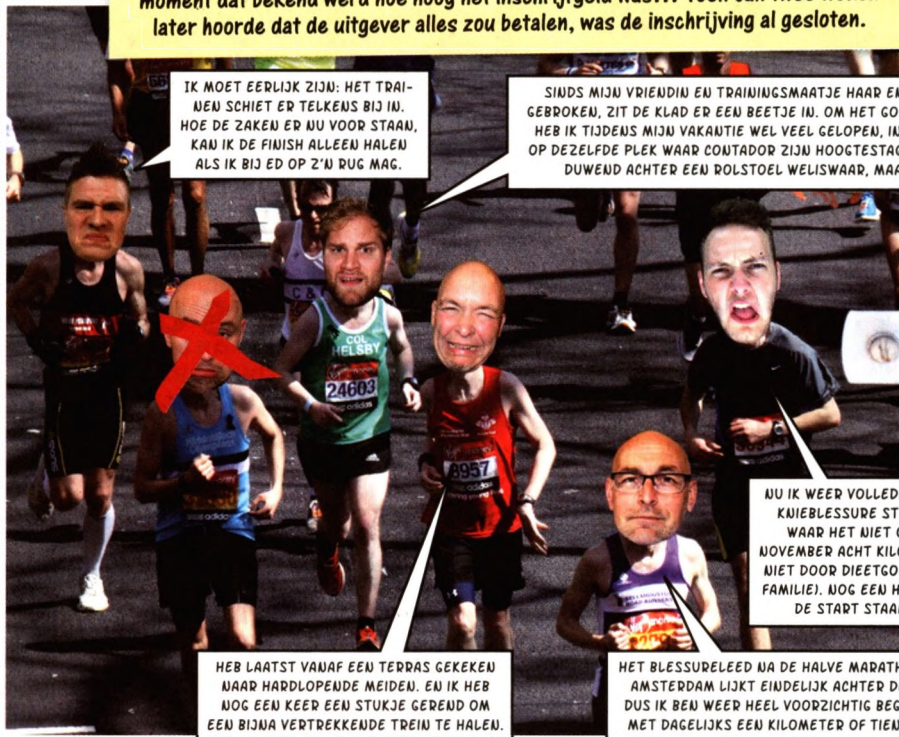 moment dat bekend werd hoe hoog het inschrijfgeld was...
later hoorde dat de uitgever alles zou betalen, was de inschrijving al gesloten.
IK MOET EERLIJK ZIJN: HET TRAI-
NEN SCHIET ER TELKENS BIJ IN.
HOE DE ZAKEN ER NU VOOR STAAN,
KAN IK DE FINISH ALLEEN HALEN
ALS IK BIJ ED OP Z'N RUG MAG.
SINDS MIJN VRIENDIN EN TRAININGSMAATJE HAAR EN
GEBROKEN, ZIT DE KLAD ER EEN BEETJE IN. OM HET GO
HEB IK TIJDENS MIJN VAKANTIE WEL VEEL GELOPEN, IN
OP DEZELFDE PLEK WAAR CONTADOR ZIJN HOOGTESTAG
DUWEND ACHTER EEN ROLSTOEL WELISWAAR, MAA
C &
COL
HELSBY
24603
adidas
8957
adidas
adidas
NU IK WEER VOLLED
KNIEBLESSURE ST
WAAR HET NIET
NOVEMBER ACHT KIL
NIET DOOR DIEETGO
FAMILIE). NOG EEN H
DE START STAA
HEB LAATST VANAF EEN TERRAS GEKEKEN
NAAR HARDLOPENDE MEIDEN. EN IK HEB
NOG EEN KEER EEN STUKJE GEREND OM
EEN BIJNA VERTREKKENDE TREIN TE HALEN.
HET BLESSURELEED NA DE HALVE MARATH
AMSTERDAM LIJKT EINDELIJK ACHTER D
DUS IK BEN WEER HEEL VOORZICHTIG BEG
MET DAGELIJKS EEN KILOMETER OF TIEN